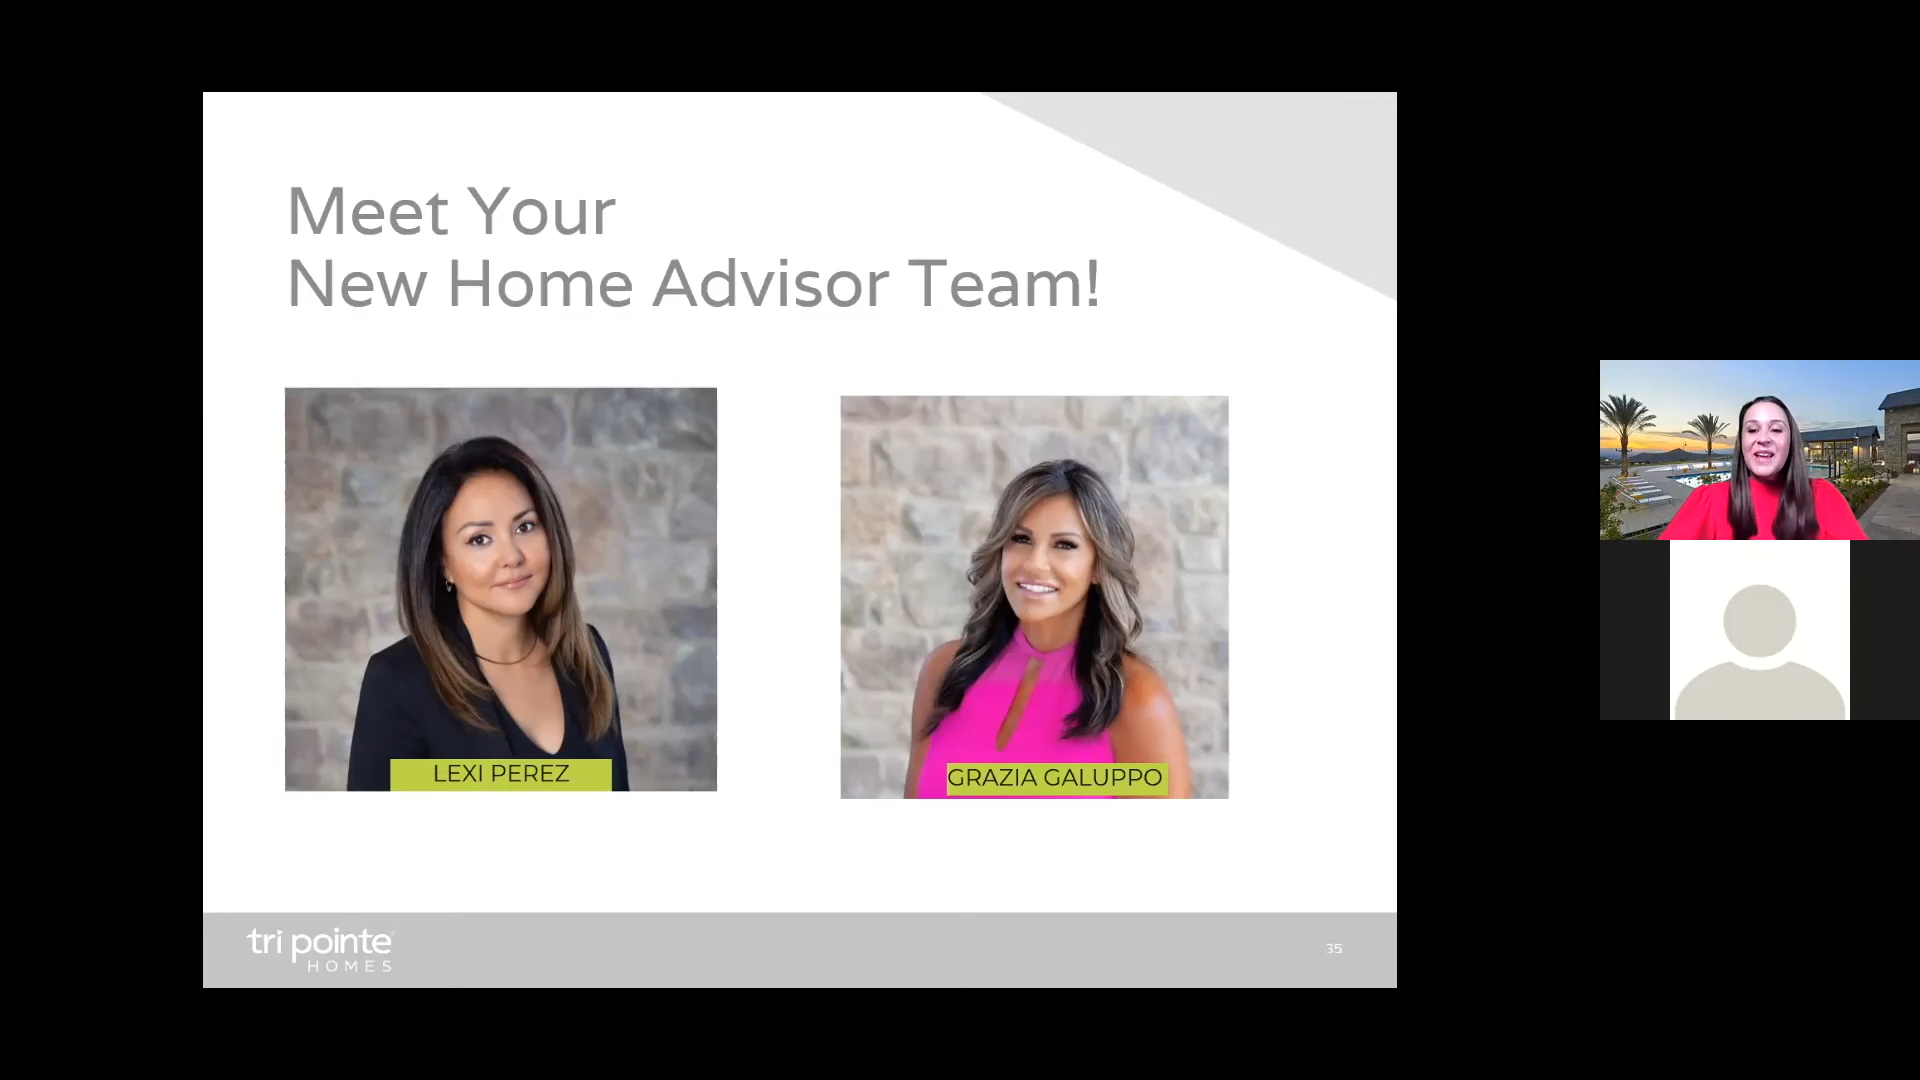 Meet Your
New Home Advisor Team!
LEXI PEREZ
GRAZIA GALUPPO
tri pointe
HOMES
35